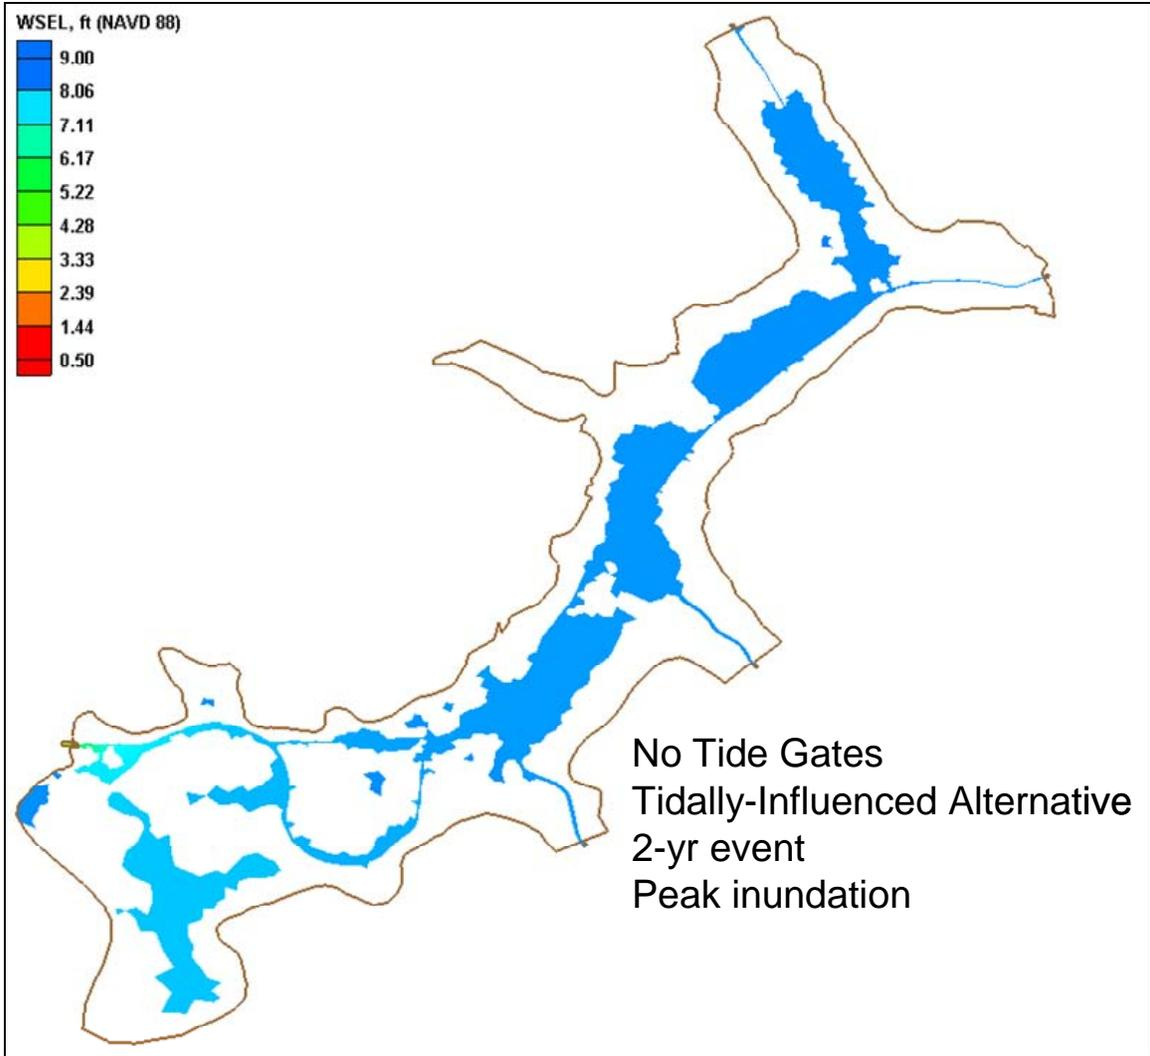 WSEL, ft (NAVD 88)
9.00
8.06
7.11
6.17
5.22
4.28
3.33
2.39
1.44
0.50
No Tide Gates
Tidally-Influenced Alternative
2-yr event
Peak inundation